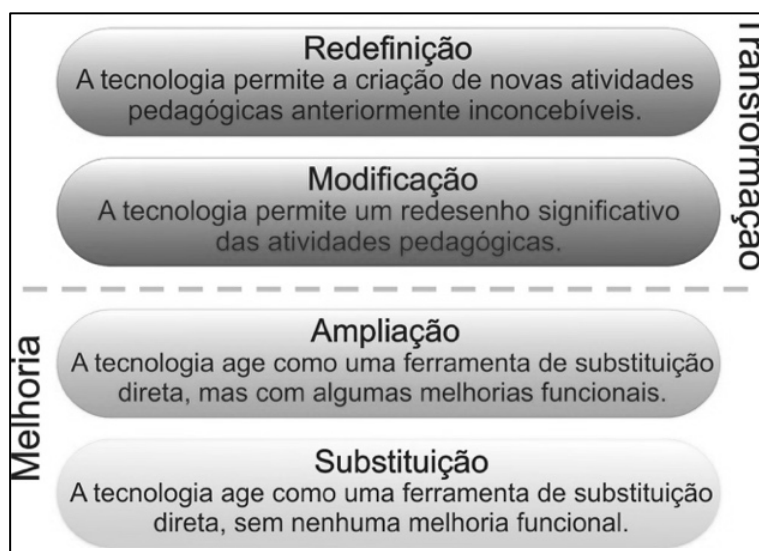 Redefinição
A tecnologia permite a criação de novas atividades
pedagógicas anteriormente inconcebíveis.
Modificação
A tecnologia permite um redesenho significativo
das atividades pedagógicas.
Transformação
Ampliação
A tecnologia age como uma ferramenta de substituição
direta, mas com algumas melhorias funcionais.
Substituição
A tecnologia age como uma ferramenta de substituição
direta, sem nenhuma melhoria funcional.
Melhoria